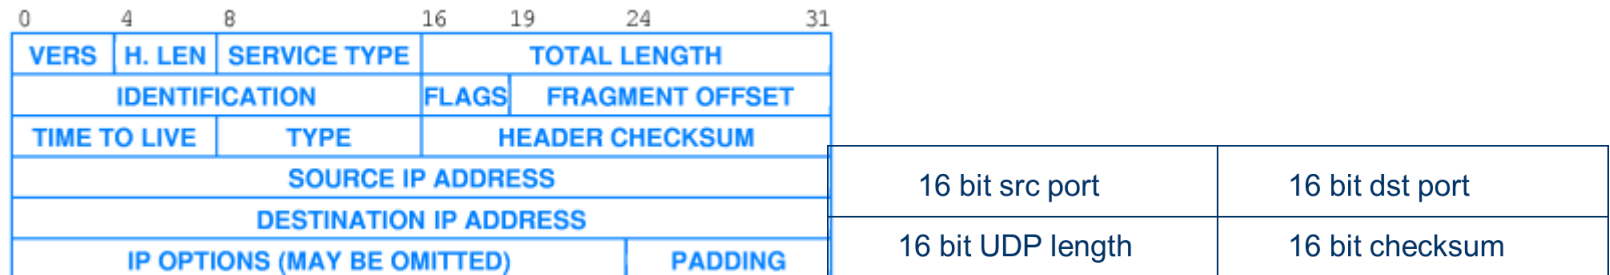 0 4 8 16 19 24 31
VERS H. LEN SERVICE TYPE TOTAL LENGTH
IDENTIFICATION FLAGS FRAGMENT OFFSET
TIME TO LIVE TYPE HEADER CHECKSUM
SOURCE IP ADDRESS
DESTINATION IP ADDRESS
IP OPTIONS (MAY BE OMITTED) PADDING
16 bit src port 16 bit dst port
16 bit UDP length 16 bit checksum